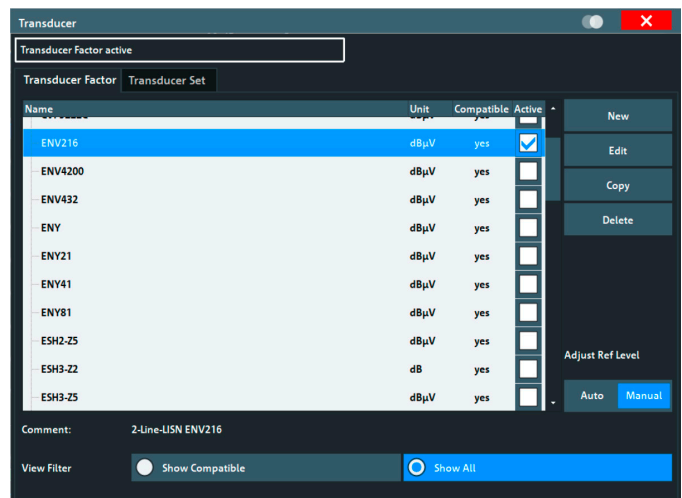 Transducer
Transducer Factor active
Transducer Factor Transducer Set
Name Unit Compatible Active
New
ENV216 dBµV yes
Edit
ENV4200 dBµV yes
Copy
ENV432 dBµV yes
ENY dBµV yes
Delete
ENY21 dBµV yes
ENY41 dBµV yes
ENY81 dBµV yes
ESH2-Z5 dBµV yes
Adjust Ref Level
ESH3-Z2 dB yes
ESH3-Z5 dBµV yes
Auto Manual
Comment: 2-Line-LISN ENV216
View Filter Show Compatible Show All